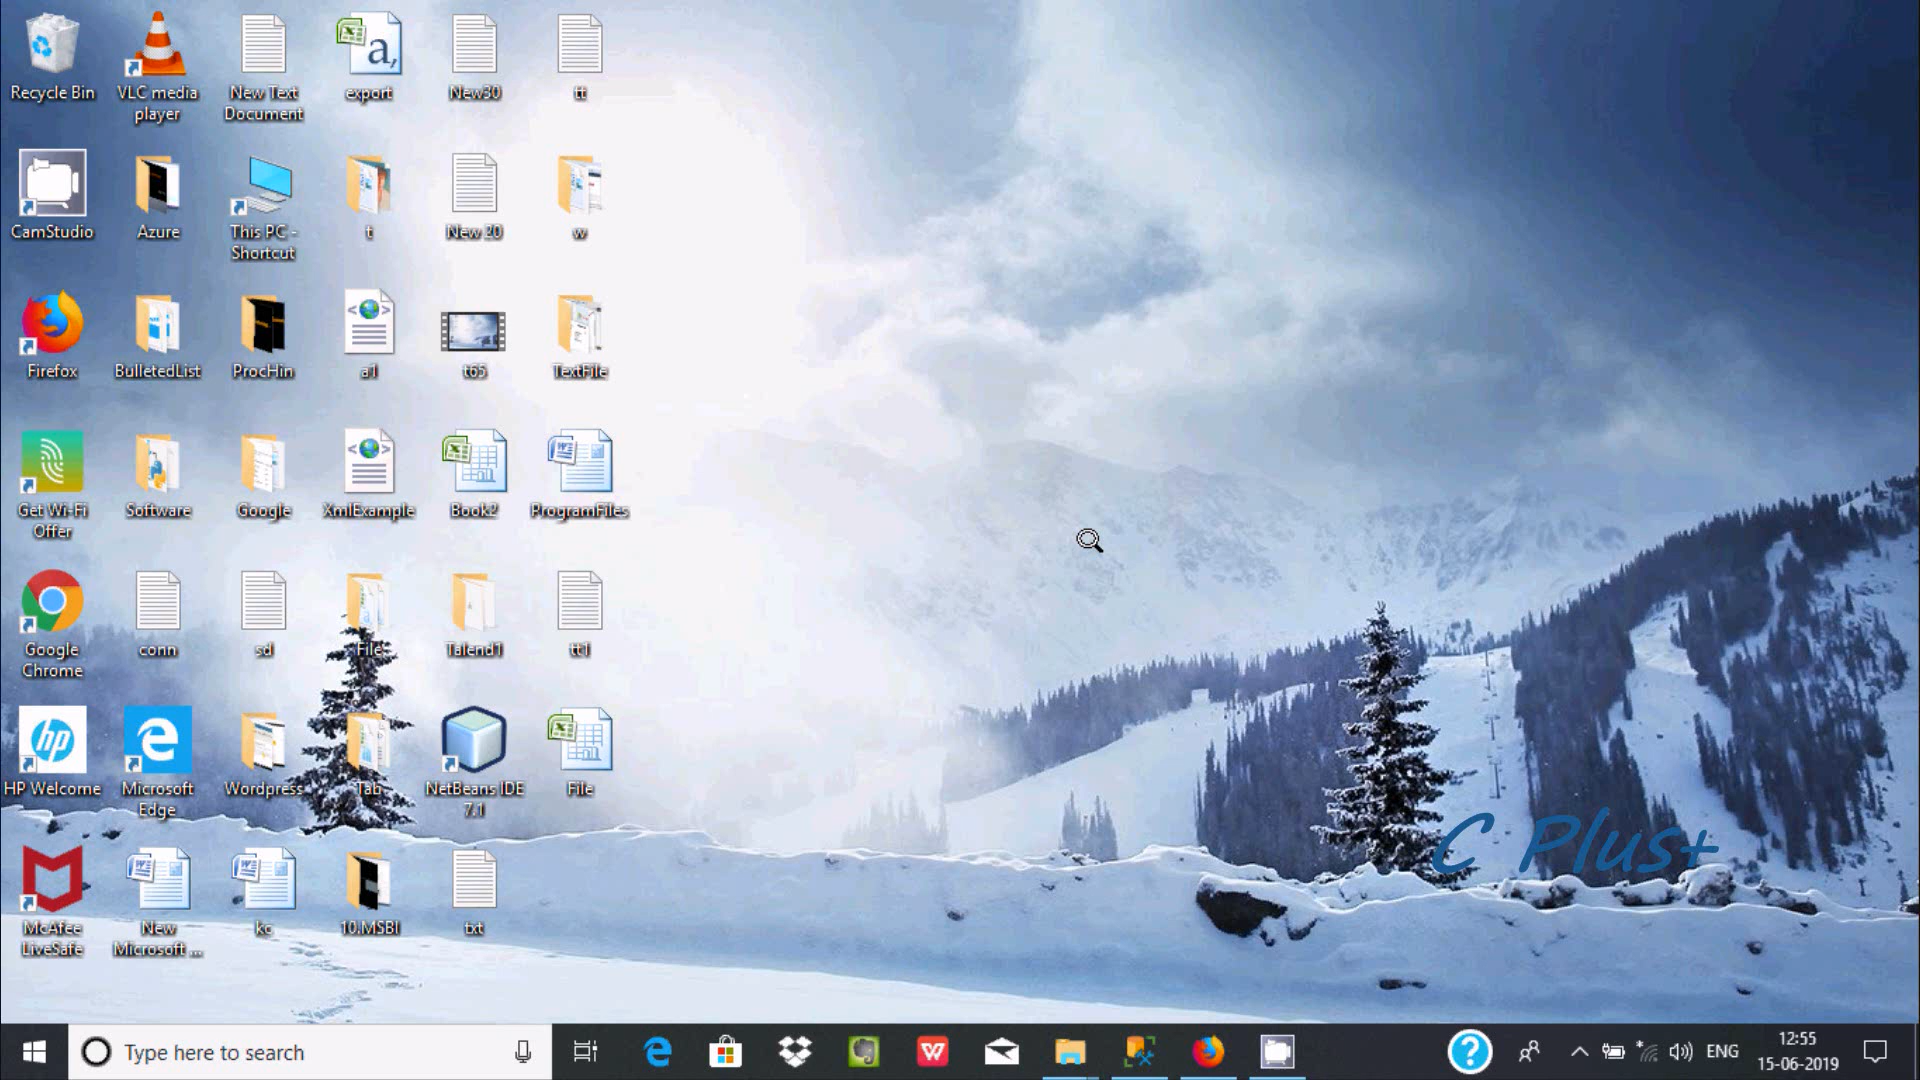 Recycle Bin
VLC media
player
New Text
Document
export
a,
New30
tt
CamStudio
Azure
This PC -
Shortcut
t
New 20
w
Firefox
BulletedList
ProcHin
a1
t65
TextFile
Get Wi-Fi
Offer
Software
Google
XmlExample
Book2
ProgramFiles
Google
Chrome
conn
sd
File
Talend1
tt1
hp
HP Welcome
Microsoft
Edge
Wordpress
Tab
NetBeans IDE
7.1
File
C Plus+
McAfee
LiveSafe
New
Microsoft ...
kc
10.MSBI
txt
Type here to search
ENG
12:55
15-06-2019